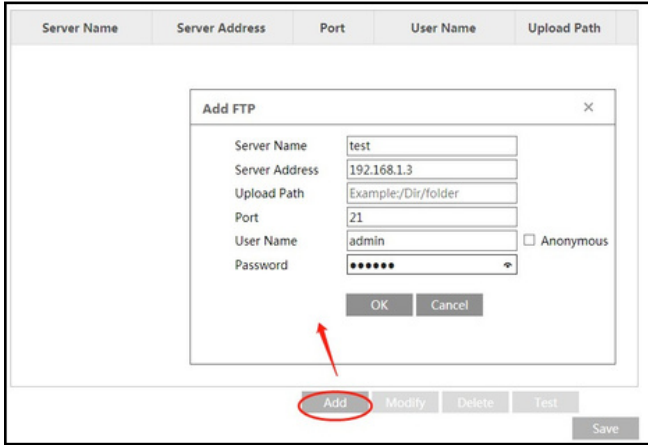 Server Name Server Address Port User Name Upload Path
Add FTP ×
Server Name test
Server Address 192.168.1.3
Upload Path Example:/Dir/folder
Port 21
User Name admin Anonymous
Password ●●●●●●
OK Cancel
Add Modify Delete Test
Save